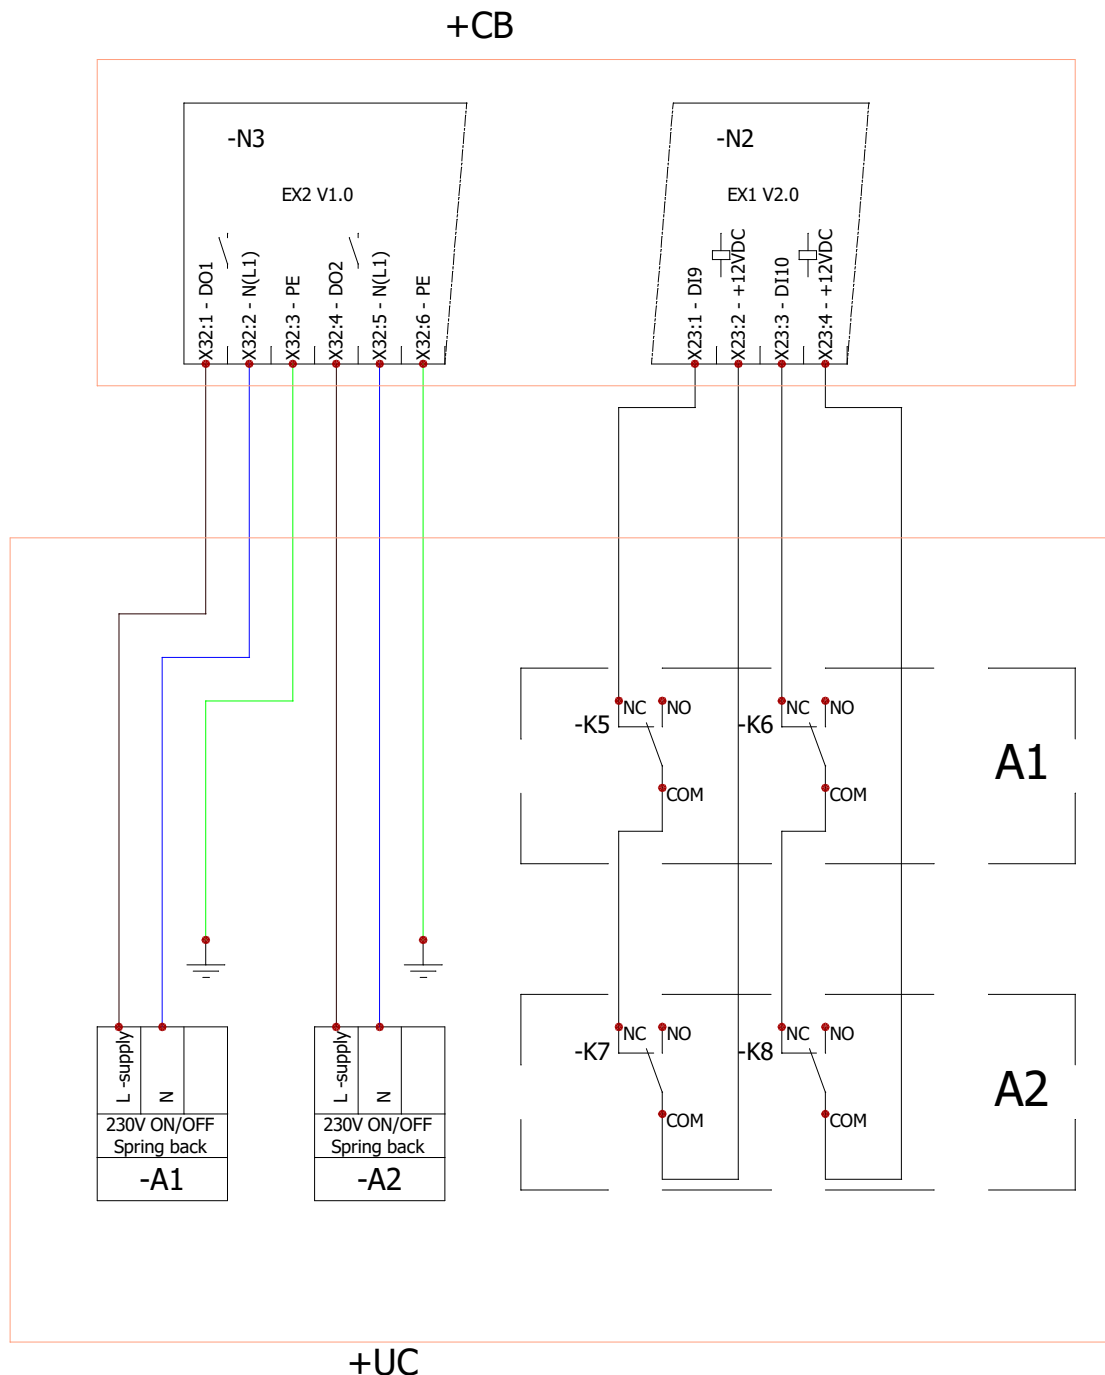 +CB
-N3
-N2
EX2 V1.0
EX1 V2.0
X32:1 - DO1
X32:2 - N(L1)
X32:3 - PE
X32:4 - DO2
X32:5 - N(L1)
X32:6 - PE
X23:1 - DI9
X23:2 - +12VDC
X23:3 - DI10
X23:4 - +12VDC
-K5
NC
NO
COM
-K6
NC
NO
COM
A1
-K7
NC
NO
COM
-K8
NC
NO
COM
A2
L -supply
N
230V ON/OFF
Spring back
-A1
L -supply
N
230V ON/OFF
Spring back
-A2
+UC